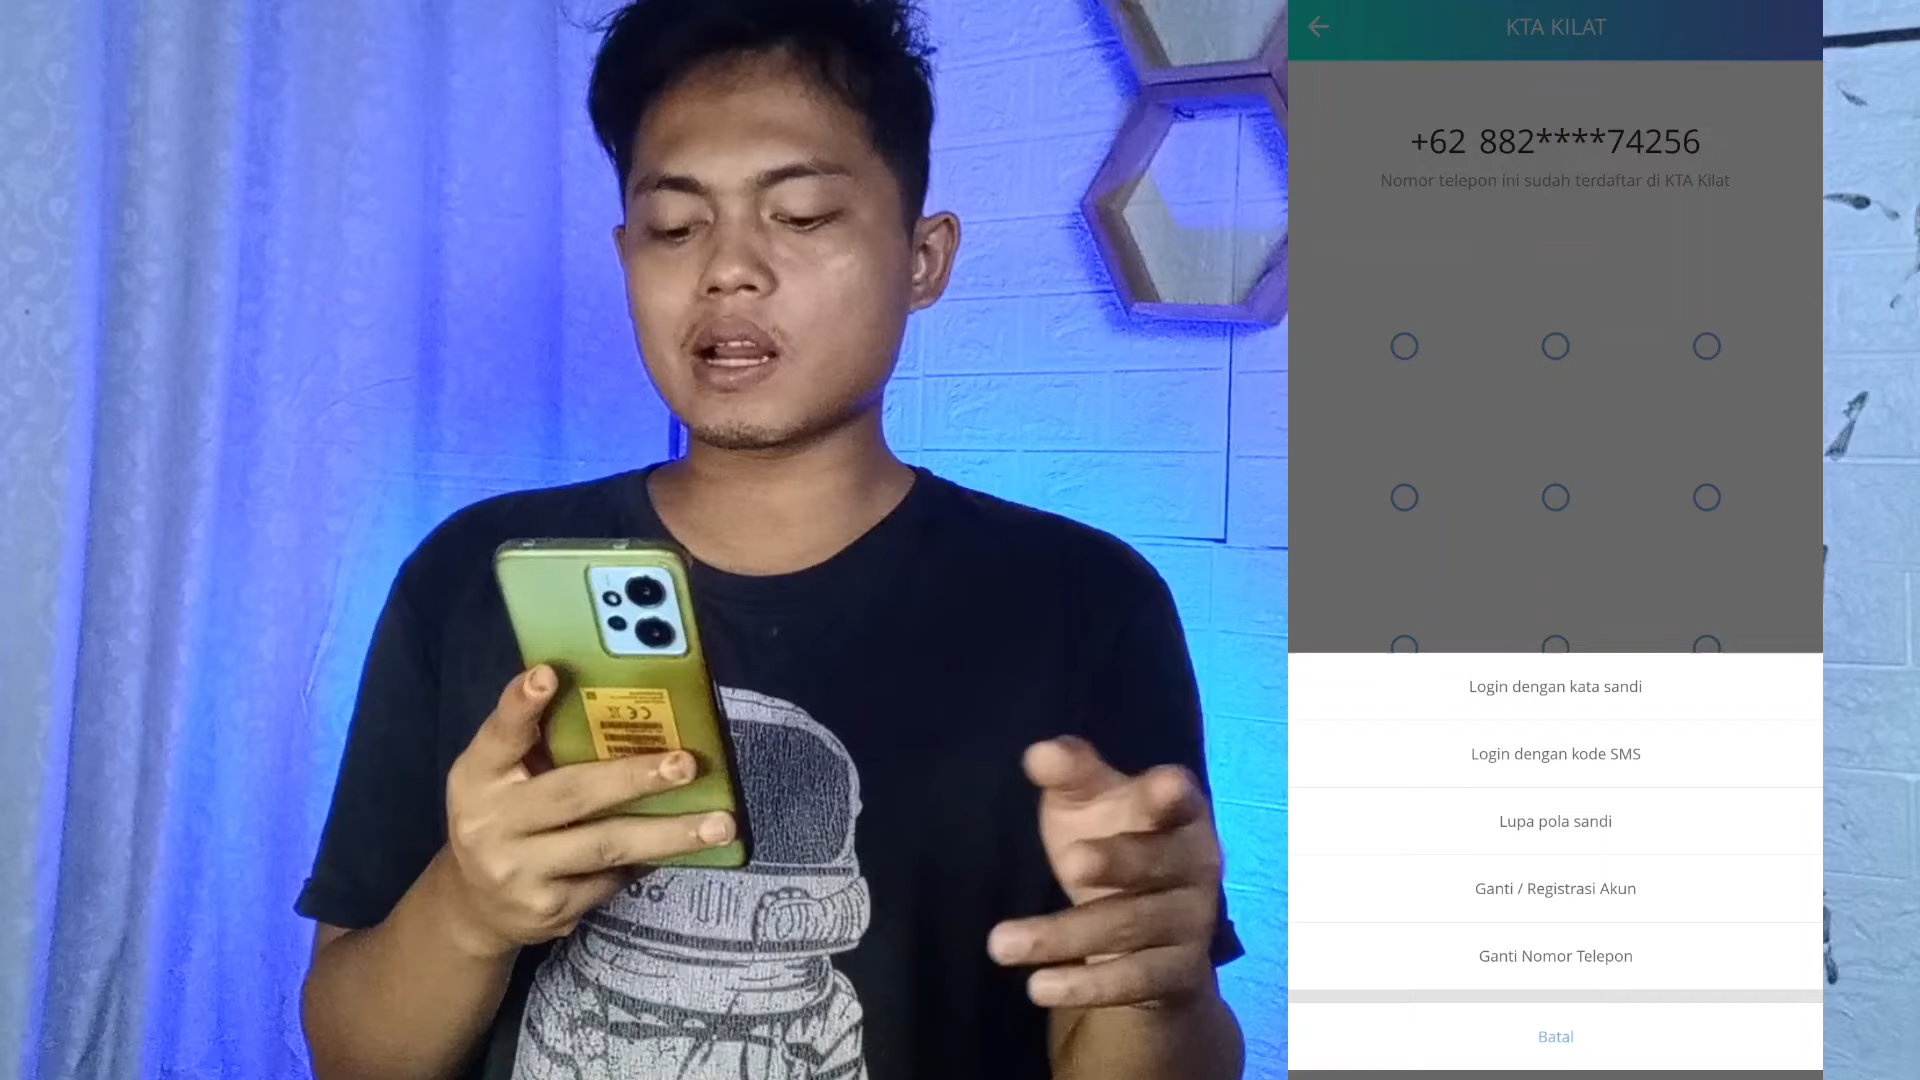 KTA KILAT
+62 882****74256
Nomor telepon ini sudah terdaftar di KTA Kilat
Login dengan kata sandi
Login dengan kode SMS
Lupa pola sandi
Ganti / Registrasi Akun
Ganti Nomor Telepon
Batal
CE